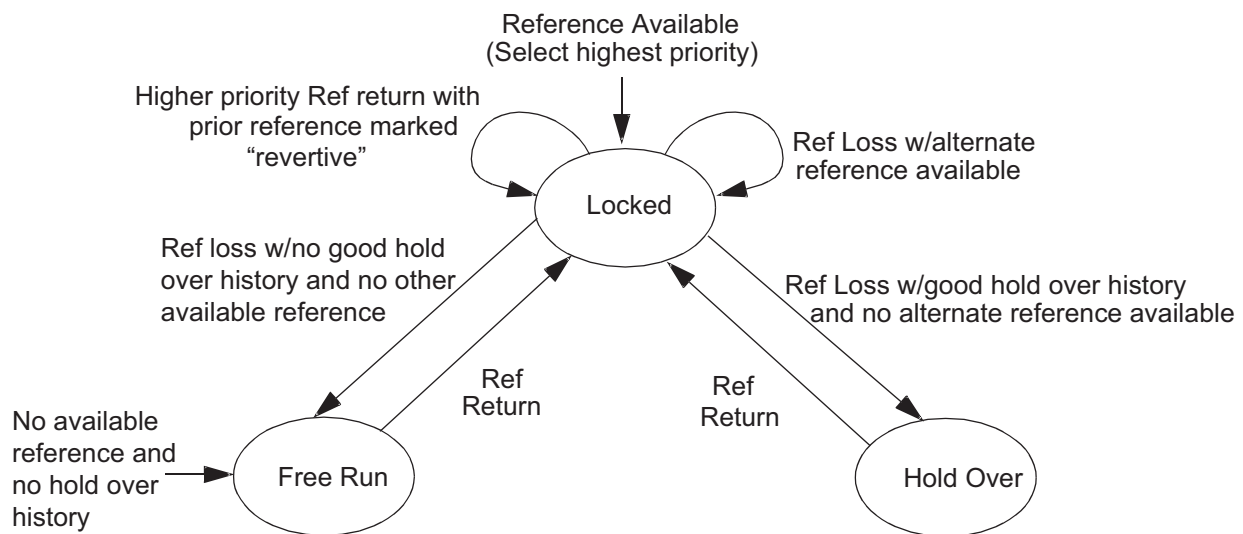 Reference Available
(Select highest priority)
Higher priority Ref return with
prior reference marked
“revertive”
Ref Loss w/alternate
reference available
Locked
Ref loss w/no good hold
over history and no other
available reference
Ref Loss w/good hold over history
and no alternate reference available
Ref
Return
Ref
Return
No available
reference and
no hold over
history
Free Run
Hold Over